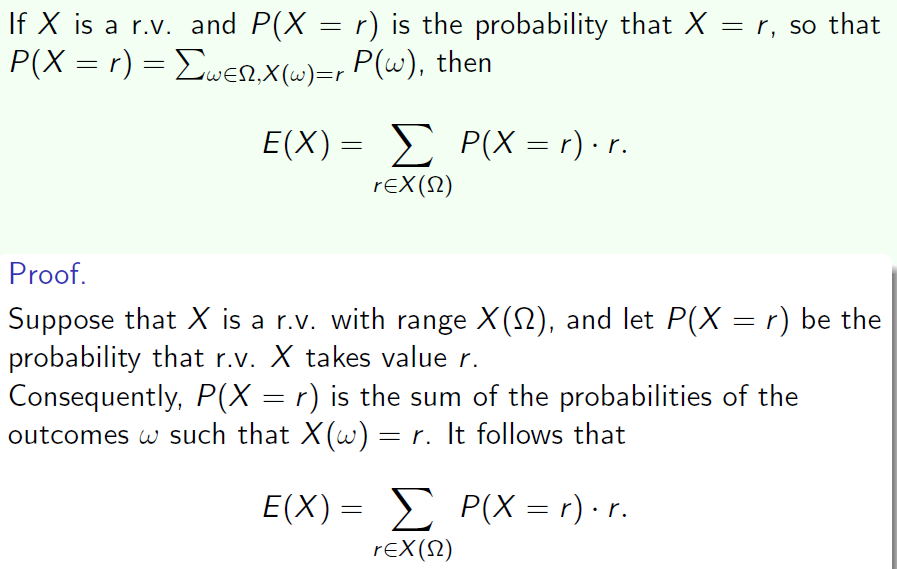 If X is a r.v. and P(X = r) is the probability that X = r, so that
P(X = r) = ∑_{ω∈Ω,X(ω)=r} P(ω), then
E(X) = ∑_{r∈X(Ω)} P(X = r) · r.
Proof.
Suppose that X is a r.v. with range X(Ω), and let P(X = r) be the
probability that r.v. X takes value r.
Consequently, P(X = r) is the sum of the probabilities of the
outcomes ω such that X(ω) = r. It follows that
E(X) = ∑_{r∈X(Ω)} P(X = r) · r.